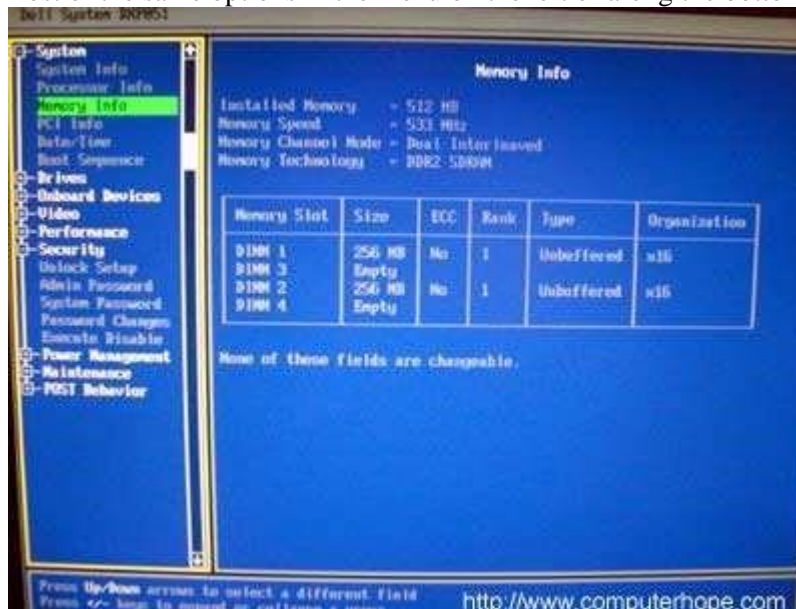 Dell System
System
System Info
Processor Info
Memory Info
PCI Info
Date/Time
Boot Sequence
Drives
Onboard Devices
Video
Performance
Security
Unlock Setup
Admin Password
System Password
Password Changes
Execute Disable
Power Management
Maintenance
POST Behavior
Memory Info
Installed Memory = 512 MB
Memory Speed = 533 MHz
Memory Channel Mode = Dual Interleaved
Memory Technology = DDR2 SDRAM
Memory Slot Size ECC Rank Type Organization
DIMM 1 256 MB No 1 Unbuffered x16
DIMM 3 Empty
DIMM 2 256 MB No 1 Unbuffered x16
DIMM 4 Empty
None of these fields are changeable.
Press Up/Down arrows to select a different field
Press
http://www.computerhope.com